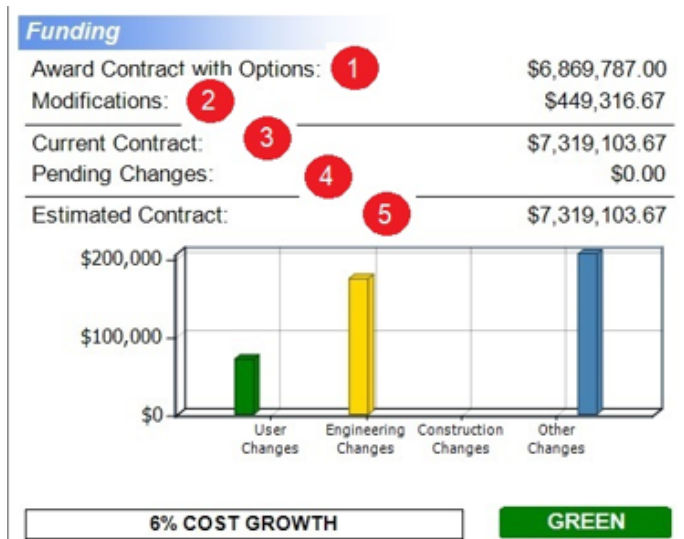 Funding
Award Contract with Options: 1 $6,869,787.00
Modifications: 2 $449,316.67
Current Contract: 3 $7,319,103.67
Pending Changes: 4 $0.00
Estimated Contract: 5 $7,319,103.67
$200,000
$100,000
$0
User Engineering Construction Other
Changes Changes Changes Changes
6% COST GROWTH GREEN